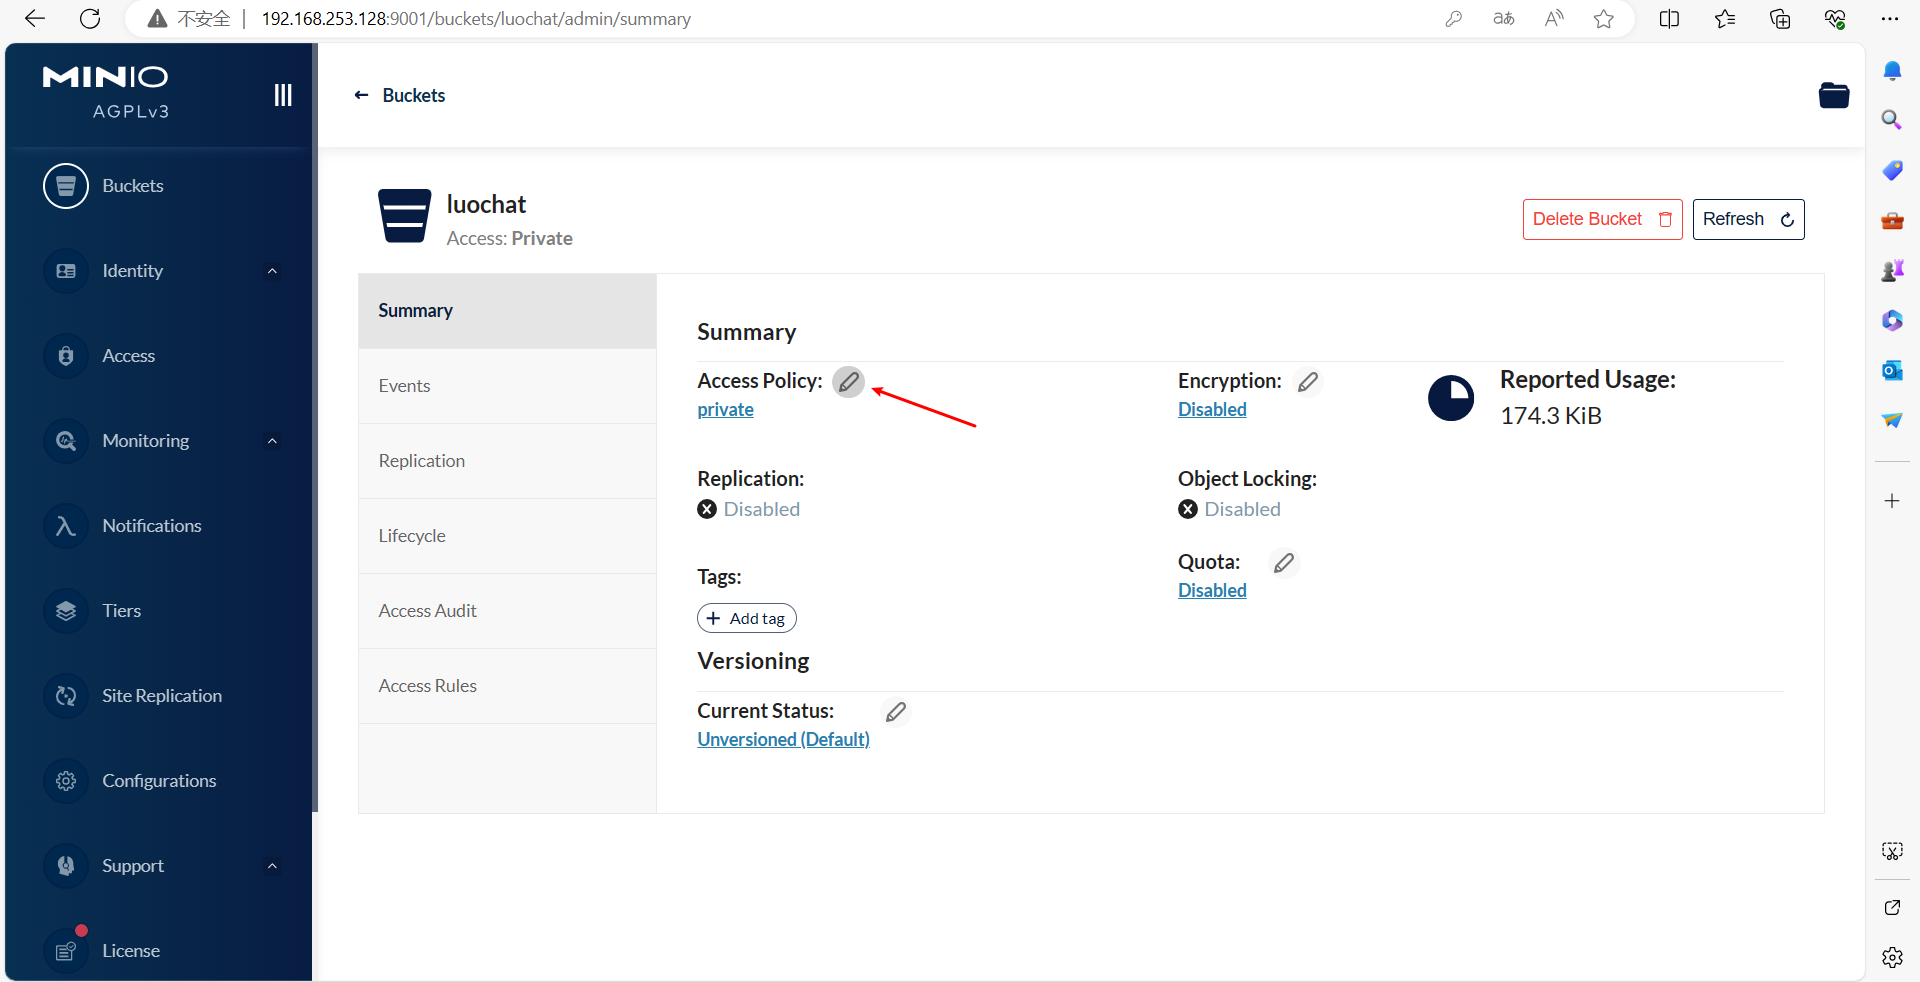 不安全 | 192.168.253.128:9001/buckets/luochat/admin/summary
aあ
A
MINIO
AGPLv3
Buckets
Identity
Access
Monitoring
Notifications
Tiers
Site Replication
Configurations
Support
License
Buckets
luochat
Access: Private
Delete Bucket
Refresh
Summary
Events
Replication
Lifecycle
Access Audit
Access Rules
Summary
Access Policy:
private
Encryption:
Disabled
Reported Usage:
174.3 KiB
Replication:
Disabled
Object Locking:
Disabled
Tags:
Add tag
Quota:
Disabled
Versioning
Current Status:
Unversioned (Default)